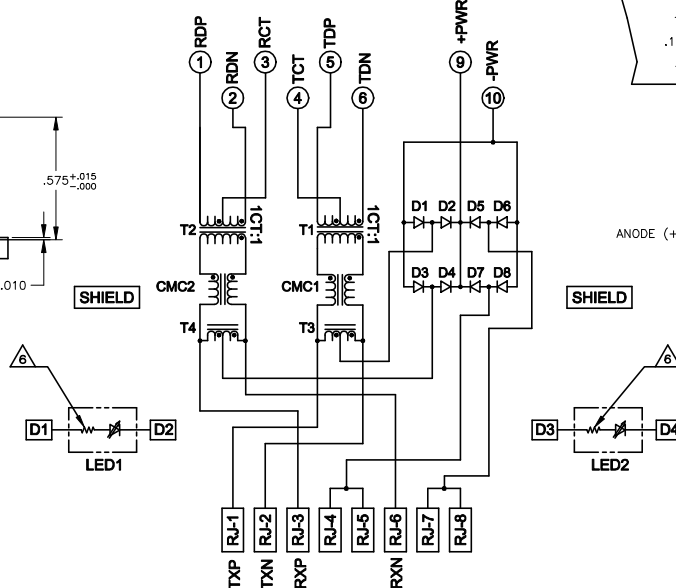 RDP
RDN
RCT
TCT
TDP
TDN
+PWR
-PWR
1
2
3
4
5
6
9
10
.1
.575+.015
-.000
.010
ANODE (+
T2
1CT:1
T1
1CT:1
D1 D2 D5 D6
D3 D4 D7 D8
CMC2
CMC1
SHIELD
SHIELD
T4
T3
6
6
D1
D2
LED1
D3
D4
LED2
RJ-1
RJ-2
RJ-3
RJ-4
RJ-5
RJ-6
RJ-7
RJ-8
TXP
TXN
RXP
RXN